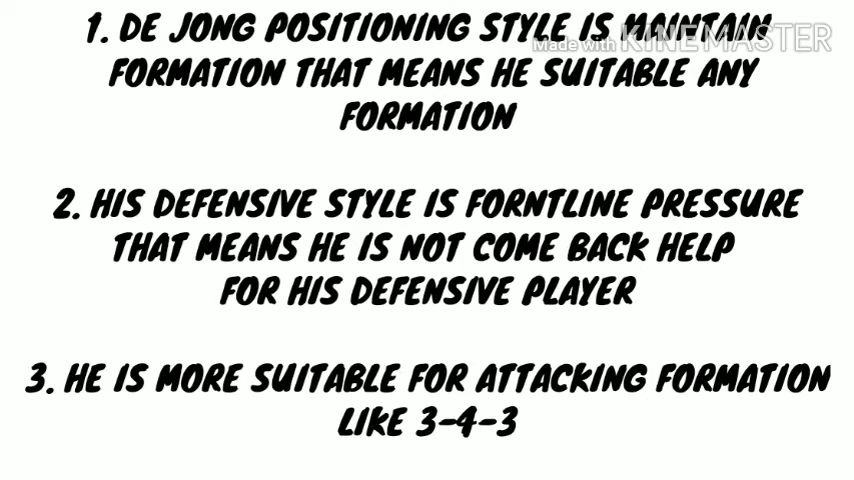 1. DE JONG POSITIONING STYLE IS MAINTAIN
Made with KINEMASTER
FORMATION THAT MEANS HE SUITABLE ANY
FORMATION
2. HIS DEFENSIVE STYLE IS FORNTLINE PRESSURE
THAT MEANS HE IS NOT COME BACK HELP
FOR HIS DEFENSIVE PLAYER
3. HE IS MORE SUITABLE FOR ATTACKING FORMATION
LIKE 3-4-3